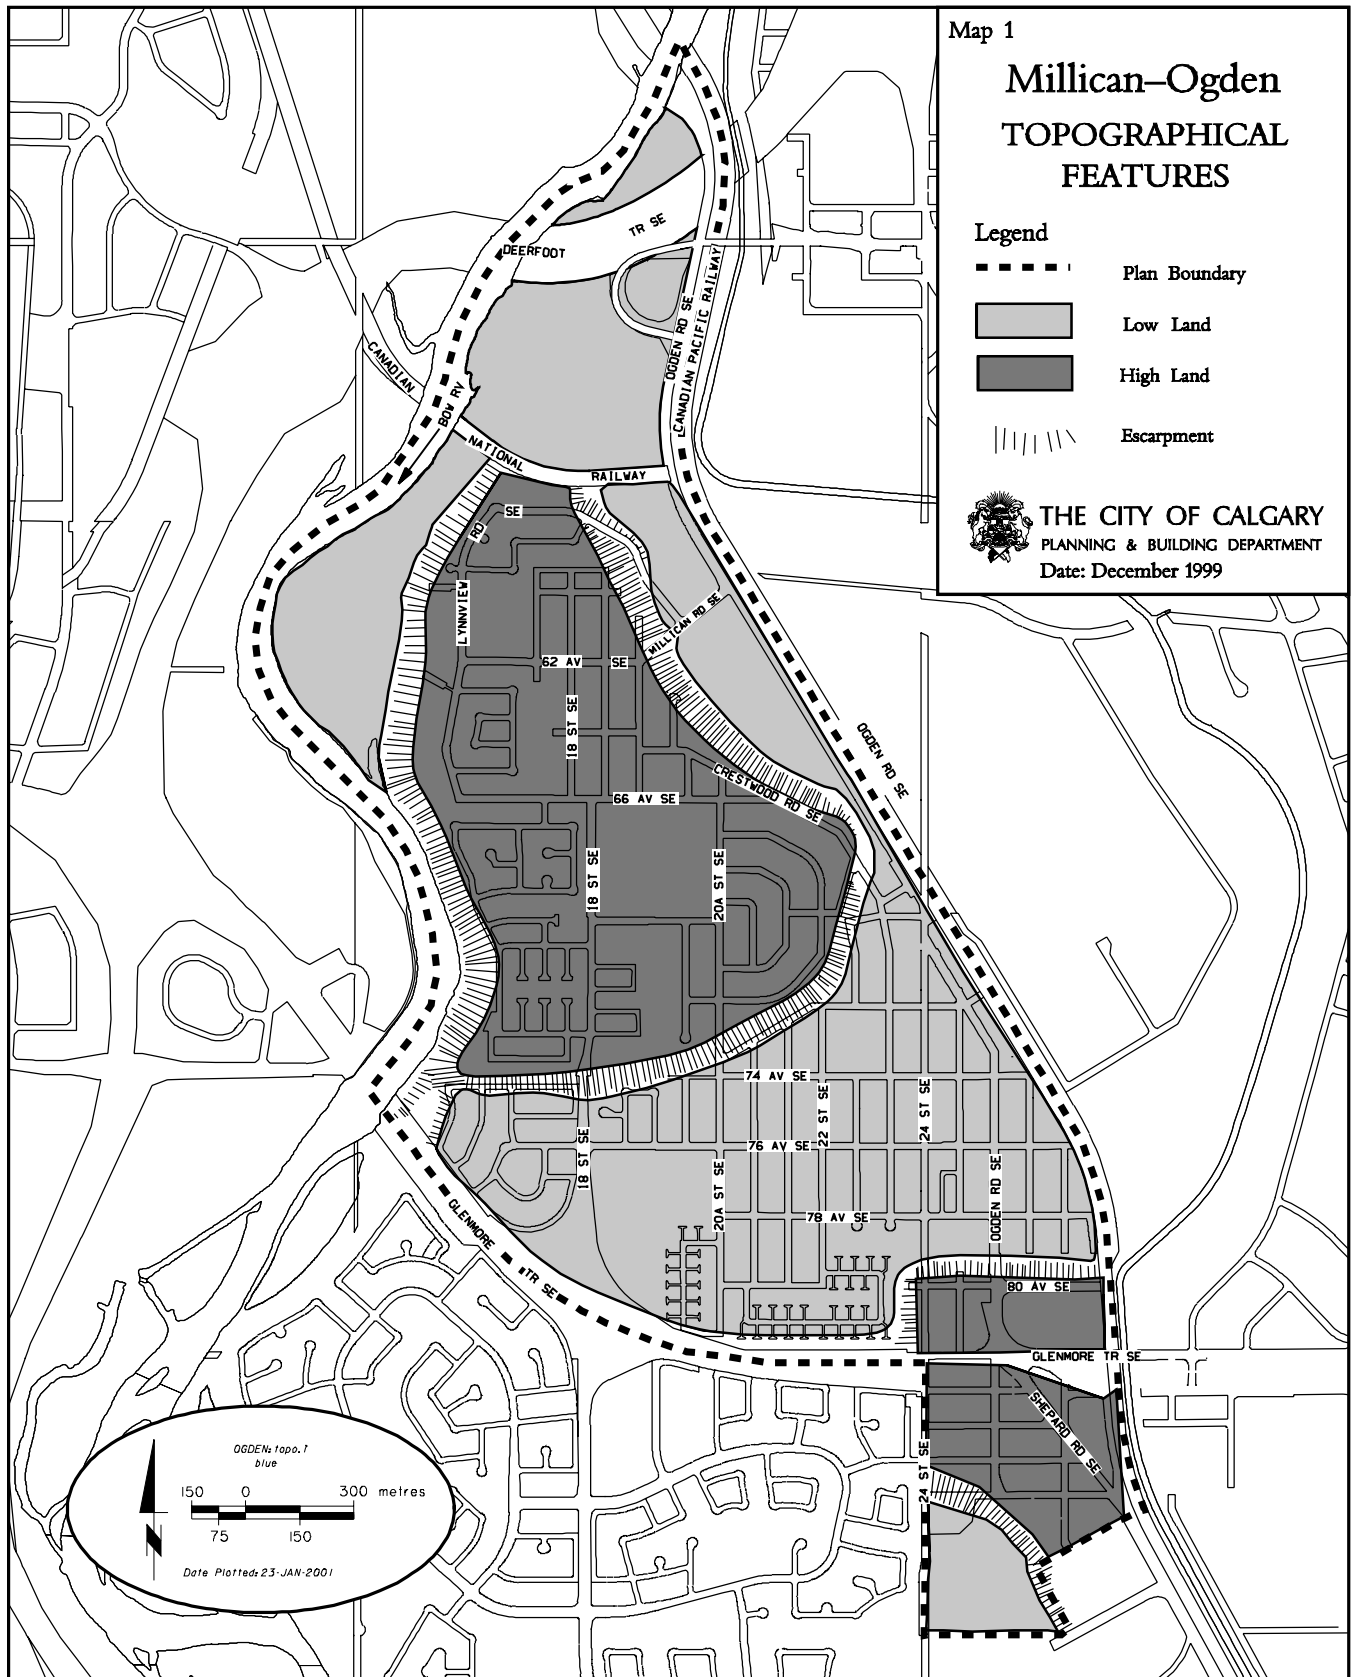 Map 1
Millican–Ogden
TOPOGRAPHICAL
FEATURES
Legend
Plan Boundary
Low Land
High Land
Escarpment
THE CITY OF CALGARY
PLANNING & BUILDING DEPARTMENT
Date: December 1999
DEERFOOT
TR SE
OGDEN RD SE
CANADIAN PACIFIC RAILWAY
CANADIAN
BOW RV
NATIONAL
RAILWAY
RD
SE
LYNNVIEW
MILLICAN RD SE
62 AV
SE
18 ST SE
OGDEN RD SE
CRESTWOOD RD SE
66 AV SE
18 ST SE
20A ST SE
74 AV SE
22 ST SE
24 ST SE
76 AV SE
18 ST SE
20A ST SE
OGDEN RD SE
78 AV SE
GLENMORE
TR SE
80 AV SE
GLENMORE TR SE
SHEPARD RD SE
24 ST SE
OGDEN: topo.1
blue
150 0 300 metres
75 150
Date Plotted: 23-JAN-2001